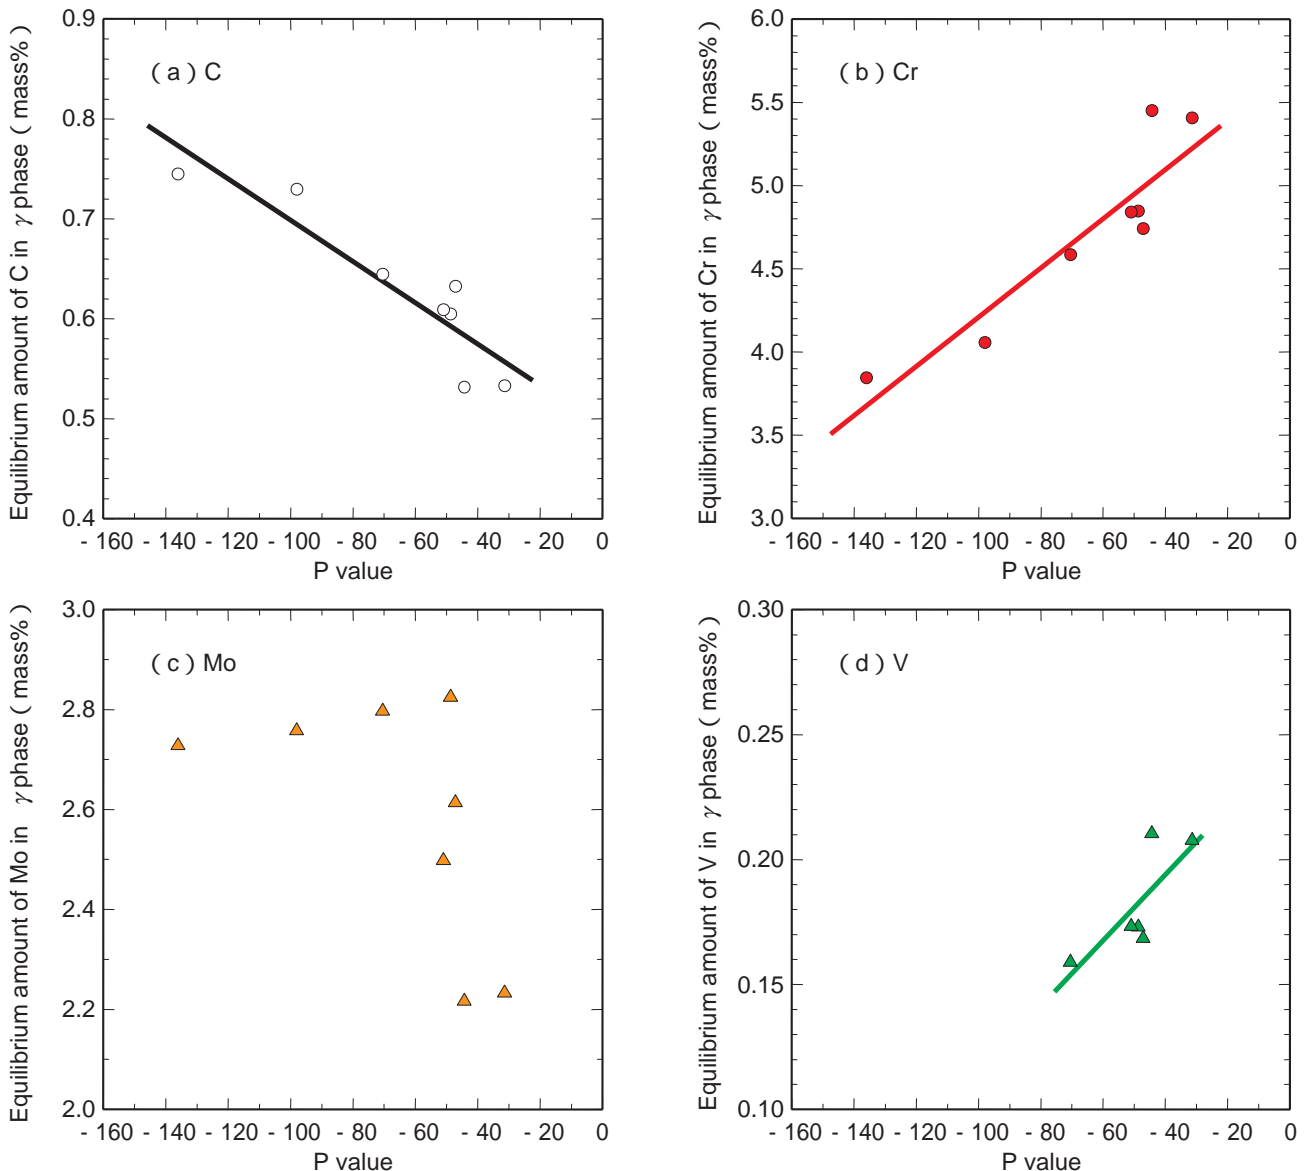 ( a ) C
0.9
0.8
0.7
0.6
0.5
0.4
Equilibrium amount of C in γ phase ( mass% )
- 160 - 140 - 120 - 100 - 80 - 60 - 40 - 20 0
P value
( b ) Cr
6.0
5.5
5.0
4.5
4.0
3.5
3.0
Equilibrium amount of Cr in γ phase ( mass% )
- 160 - 140 - 120 - 100 - 80 - 60 - 40 - 20 0
P value
( c ) Mo
3.0
2.8
2.6
2.4
2.2
2.0
Equilibrium amount of Mo in γ phase ( mass% )
- 160 - 140 - 120 - 100 - 80 - 60 - 40 - 20 0
P value
( d ) V
0.30
0.25
0.20
0.15
0.10
Equilibrium amount of V in γ phase ( mass% )
- 160 - 140 - 120 - 100 - 80 - 60 - 40 - 20 0
P value